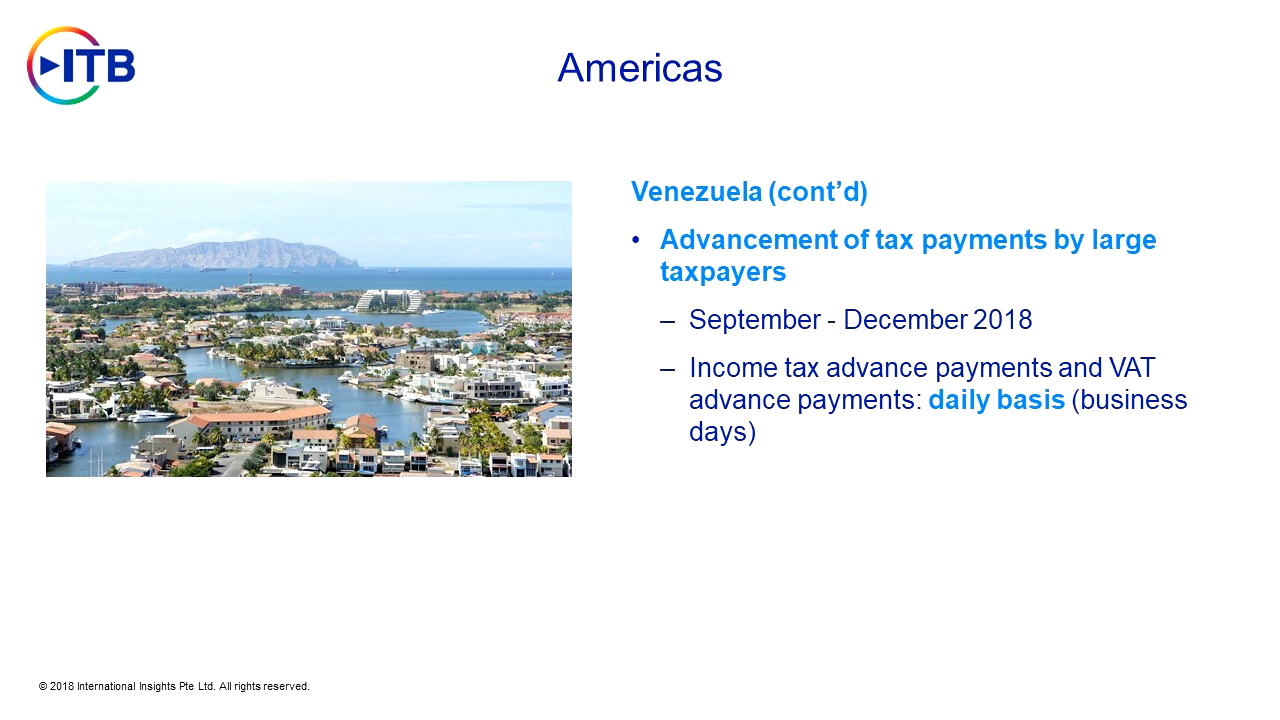 ITB
Americas
Venezuela (cont’d)
• Advancement of tax payments by large
taxpayers
– September - December 2018
– Income tax advance payments and VAT
advance payments: daily basis (business
days)
© 2018 International Insights Pte Ltd. All rights reserved.